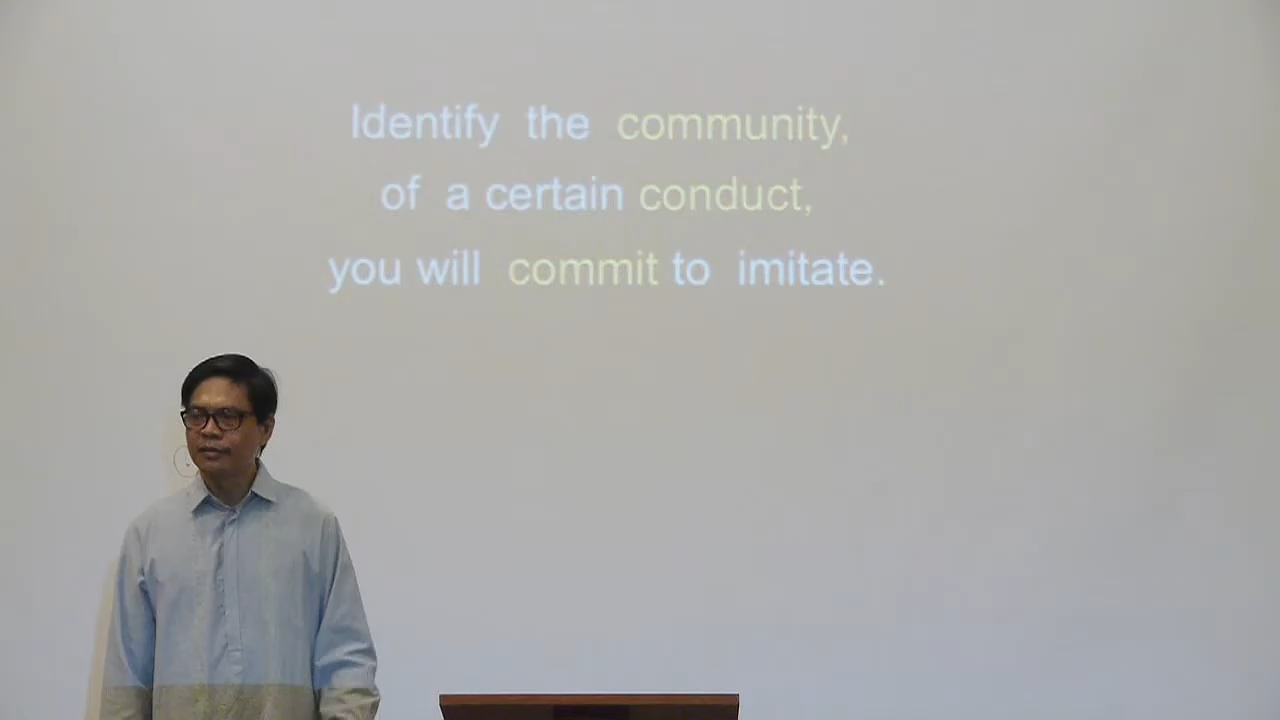 Identify the community,
of a certain conduct,
you will commit to imitate.